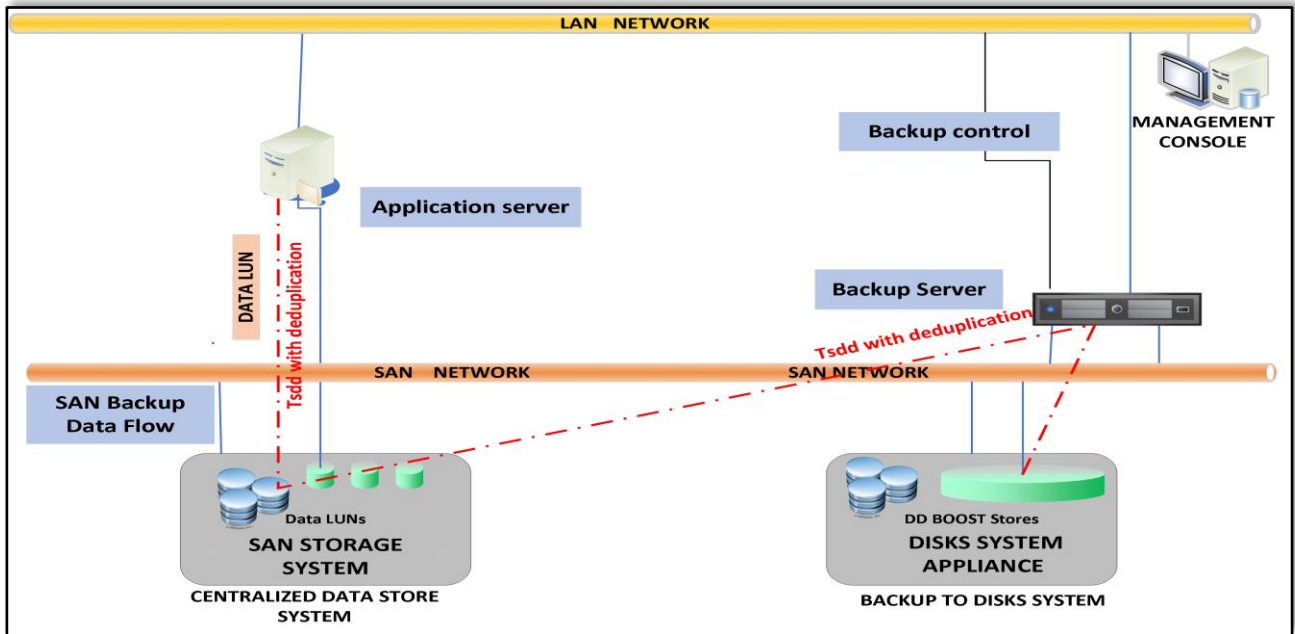 LAN   NETWORK
MANAGEMENT
CONSOLE
Backup control
Application server
DATA LUN
Tsdd with deduplication
Backup Server
Tsdd with deduplication
SAN   NETWORK
SAN NETWORK
SAN Backup
Data Flow
Data LUNs
SAN STORAGE
SYSTEM
CENTRALIZED DATA STORE
SYSTEM
DD BOOST Stores
DISKS SYSTEM
APPLIANCE
BACKUP TO DISKS SYSTEM